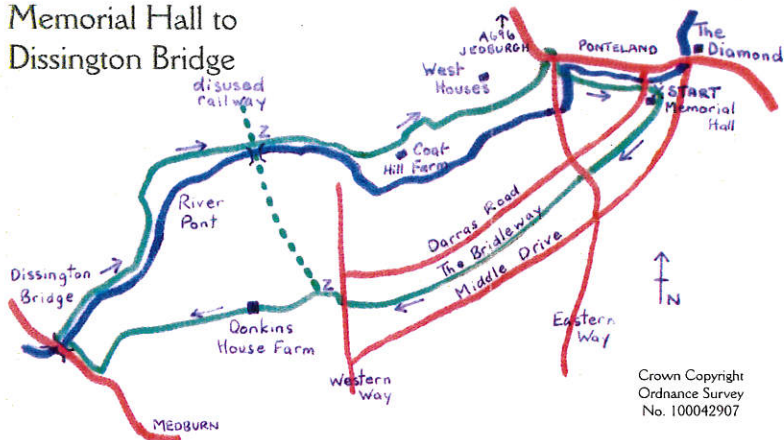 Memorial Hall to
Dissington Bridge
A696
JEDBURGH
PONTELAND
The
Diamond
West
Houses
START
Memorial
Hall
disused
railway
Z
Coat
Hill Farm
River
Pont
Darras Road
The Bridleway
Middle Drive
Dissington
Bridge
Z
Donkins
House Farm
N
Eastern
Way
Western
Way
MEDBURN
Crown Copyright
Ordnance Survey
No. 100042907